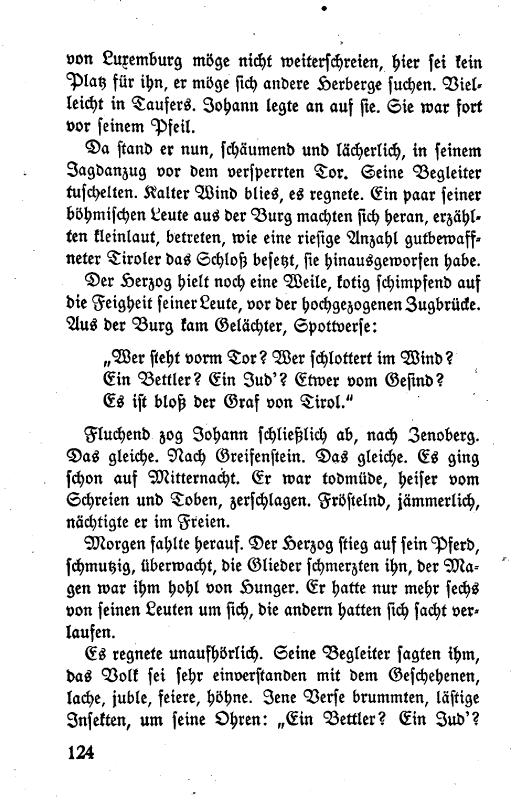 von Luxemburg möge nicht weiterschreien, hier sei kein
Platz für ihn, er möge sich andere Herberge suchen. Viel-
leicht in Taufers. Johann legte an auf sie. Sie war fort
vor seinem Pfeil.
Da stand er nun, schäumend und lächerlich, in seinem
Jagdanzug vor dem versperrten Tor. Seine Begleiter
tuschelten. Kalter Wind blies, es regnete. Ein paar seiner
böhmischen Leute aus der Burg machten sich heran, erzähl-
ten kleinlaut, betreten, wie eine riesige Anzahl gutbewaff-
neter Tiroler das Schloß besetzt, sie hinausgeworfen habe.
Der Herzog hielt noch eine Weile, kotig schimpfend auf
die Feigheit seiner Leute, vor der hochgezogenen Zugbrücke.
Aus der Burg kam Gelächter, Spottverse:
„Wer steht vorm Tor? Wer schlottert im Wind?
Ein Bettler? Ein Jud'? Etwer vom Gesind?
Es ist bloß der Graf von Tirol.“
Fluchend zog Johann schließlich ab, nach Zenoberg.
Das gleiche. Nach Greifenstein. Das gleiche. Es ging
schon auf Mitternacht. Er war todmüde, heiser vom
Schreien und Toben, zerschlagen. Fröstelnd, jämmerlich,
nächtigte er im Freien.
Morgen fahlte herauf. Der Herzog stieg auf sein Pferd,
schmutzig, überwacht, die Glieder schmerzten ihn, der Ma-
gen war ihm hohl von Hunger. Er hatte nur mehr sechs
von seinen Leuten um sich, die andern hatten sich sacht ver-
laufen.
Es regnete unaufhörlich. Seine Begleiter sagten ihm,
das Volk sei sehr einverstanden mit dem Geschehenen,
lache, juble, feiere, höhne. Jene Verse brummten, lästige
Insekten, um seine Ohren: „Ein Bettler? Ein Jud'?
124